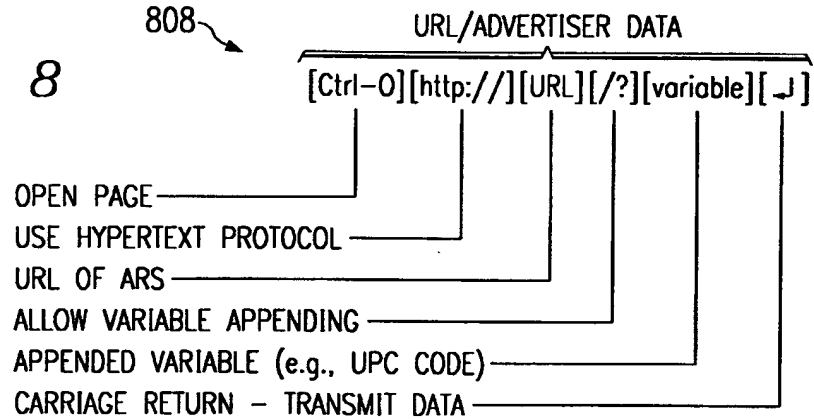 808
URL/ADVERTISER DATA
8
[Ctrl-O][http://][URL][/?][variable][↵]
OPEN PAGE
USE HYPERTEXT PROTOCOL
URL OF ARS
ALLOW VARIABLE APPENDING
APPENDED VARIABLE (e.g., UPC CODE)
CARRIAGE RETURN – TRANSMIT DATA